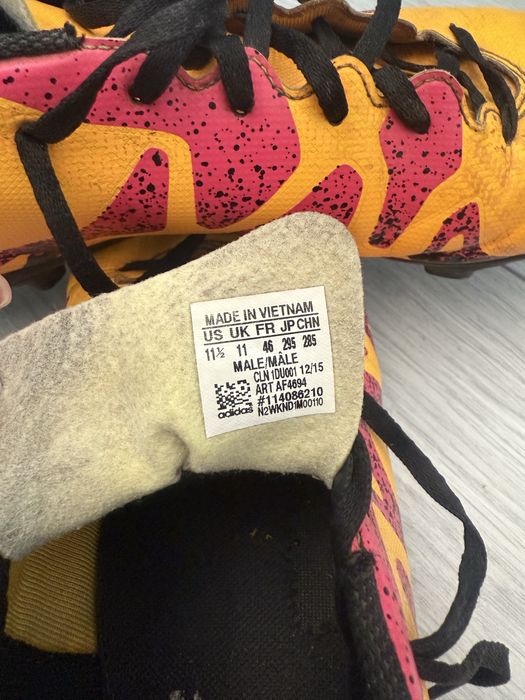 MADE IN VIETNAM
US UK FR JP CHN
11½ 11 46 295 285
MALE/MÂLE
CLN 1DU001 12/15
ART AF4694
#114086210
adidas N2WKND1M00110